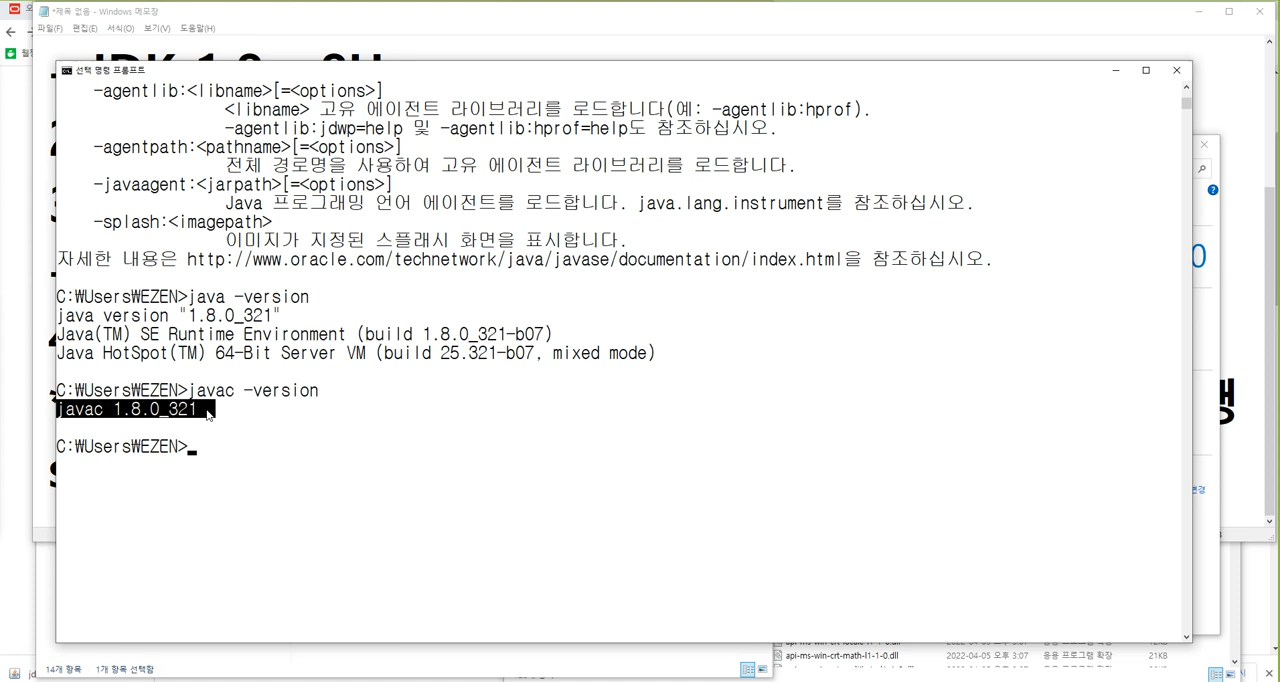 *제목 없음 - Windows 메모장
파일(F) 편집(E) 서식(O) 보기(V) 도움말(H)
선택 명령 프롬프트
-agentlib:<libname>[=<options>]
<libname> 고유 에이전트 라이브러리를 로드합니다(예: -agentlib:hprof).
-agentlib:jdwp=help 및 -agentlib:hprof=help도 참조하십시오.
-agentpath:<pathname>[=<options>]
전체 경로명을 사용하여 고유 에이전트 라이브러리를 로드합니다.
-javaagent:<jarpath>[=<options>]
Java 프로그래밍 언어 에이전트를 로드합니다. java.lang.instrument를 참조하십시오.
-splash:<imagepath>
이미지가 지정된 스플래시 화면을 표시합니다.
자세한 내용은 http://www.oracle.com/technetwork/java/javase/documentation/index.html을 참조하십시오.
C:₩Users₩EZEN>java -version
java version "1.8.0_321"
Java(TM) SE Runtime Environment (build 1.8.0_321-b07)
Java HotSpot(TM) 64-Bit Server VM (build 25.321-b07, mixed mode)
C:₩Users₩EZEN>javac -version
javac 1.8.0_321
C:₩Users₩EZEN>
변경
14개 항목 1개 항목 선택함
api-ms-win-crt-math-l1-1-0.dll 2022-04-05 오후 3:07 응용 프로그램 확장 21KB